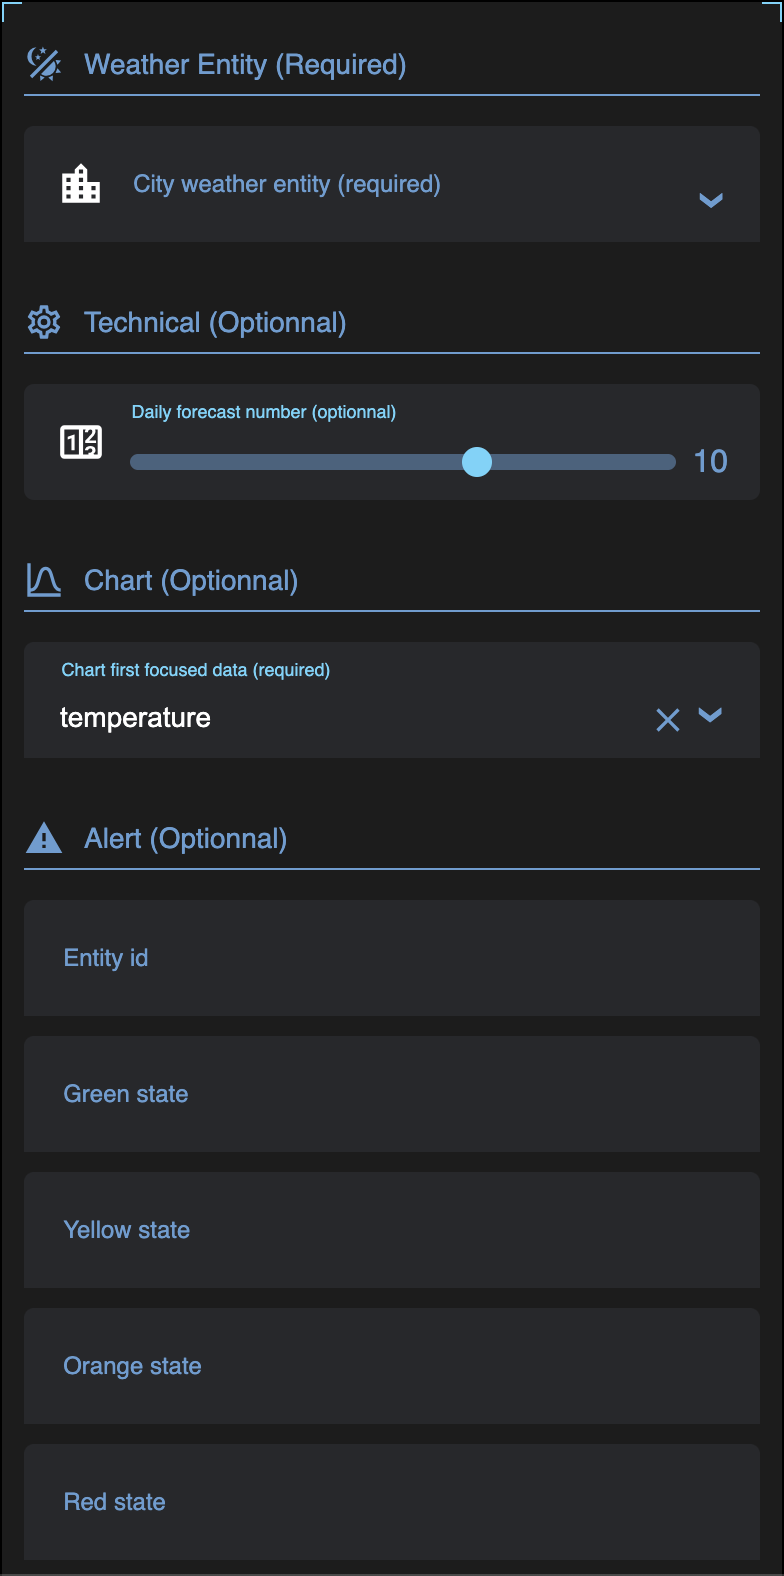 Weather Entity (Required)
City weather entity (required)
Technical (Optionnal)
Daily forecast number (optionnal)
10
Chart (Optionnal)
Chart first focused data (required)
temperature
Alert (Optionnal)
Entity id
Green state
Yellow state
Orange state
Red state